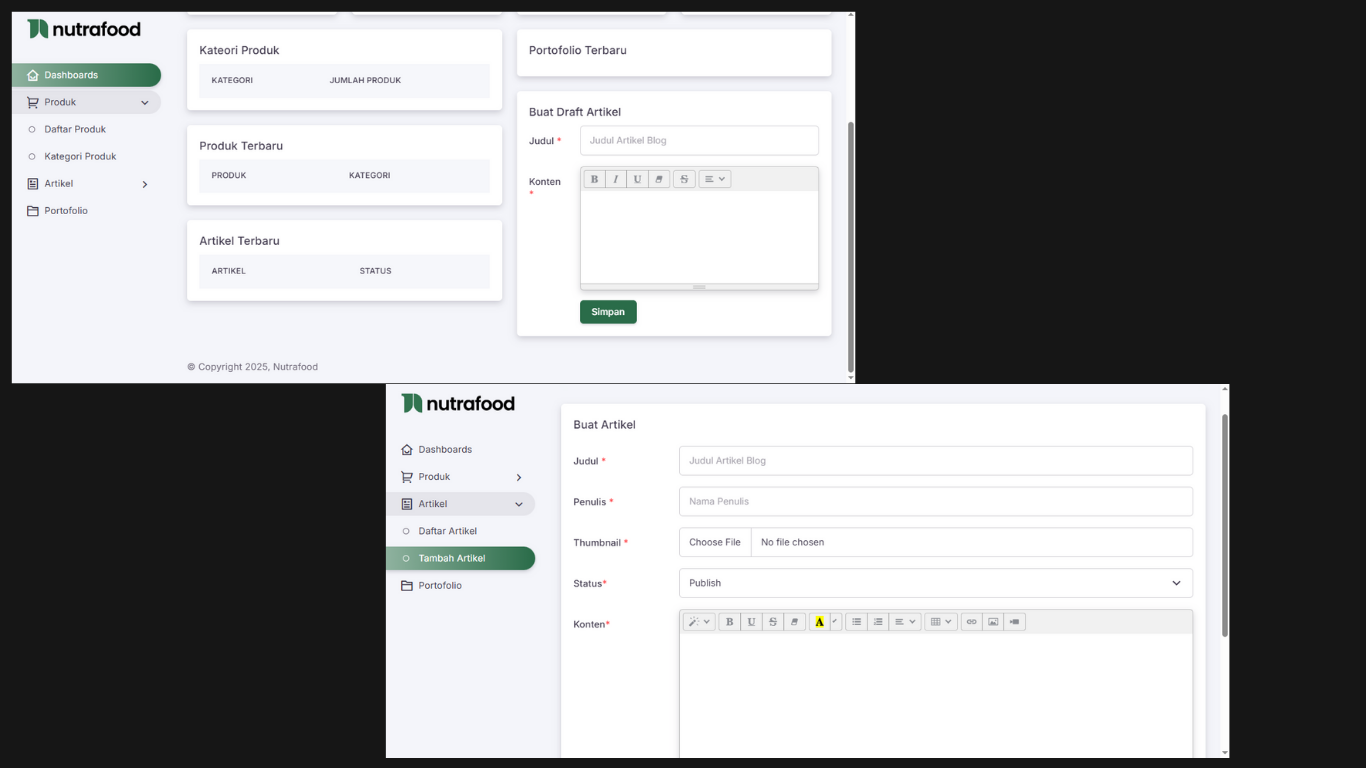 nutrafood
Dashboards
Produk
Daftar Produk
Kategori Produk
Artikel
Portofolio
Kateori Produk
KATEGORI JUMLAH PRODUK
Produk Terbaru
PRODUK KATEGORI
Artikel Terbaru
ARTIKEL STATUS
Portofolio Terbaru
Buat Draft Artikel
Judul * Judul Artikel Blog
Konten
*
B I U S
Simpan
© Copyright 2025, Nutrafood
nutrafood
Dashboards
Produk
Artikel
Daftar Artikel
Tambah Artikel
Portofolio
Buat Artikel
Judul * Judul Artikel Blog
Penulis * Nama Penulis
Thumbnail * Choose File No file chosen
Status* Publish
Konten* B U S A